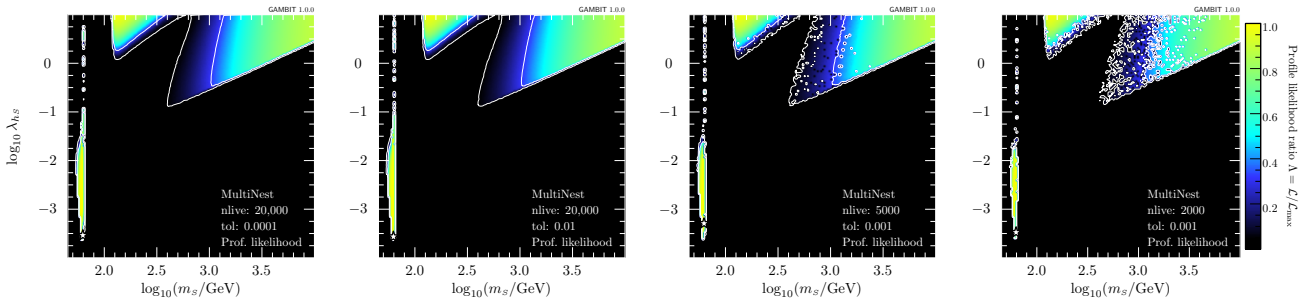 GAMBIT 1.0.0
GAMBIT 1.0.0
GAMBIT 1.0.0
GAMBIT 1.0.0
log₁₀ λₕₛ
0
−1
−2
−3
MultiNest
nlive: 20,000
tol: 0.0001
Prof. likelihood
2.0 2.5 3.0 3.5
log₁₀(mₛ/GeV)
0
−1
−2
−3
MultiNest
nlive: 20,000
tol: 0.01
Prof. likelihood
2.0 2.5 3.0 3.5
log₁₀(mₛ/GeV)
0
−1
−2
−3
MultiNest
nlive: 5000
tol: 0.001
Prof. likelihood
2.0 2.5 3.0 3.5
log₁₀(mₛ/GeV)
0
−1
−2
−3
MultiNest
nlive: 2000
tol: 0.001
Prof. likelihood
2.0 2.5 3.0 3.5
log₁₀(mₛ/GeV)
1.0
0.8
0.6
0.4
0.2
Profile likelihood ratio Λ = ℒ/ℒmax